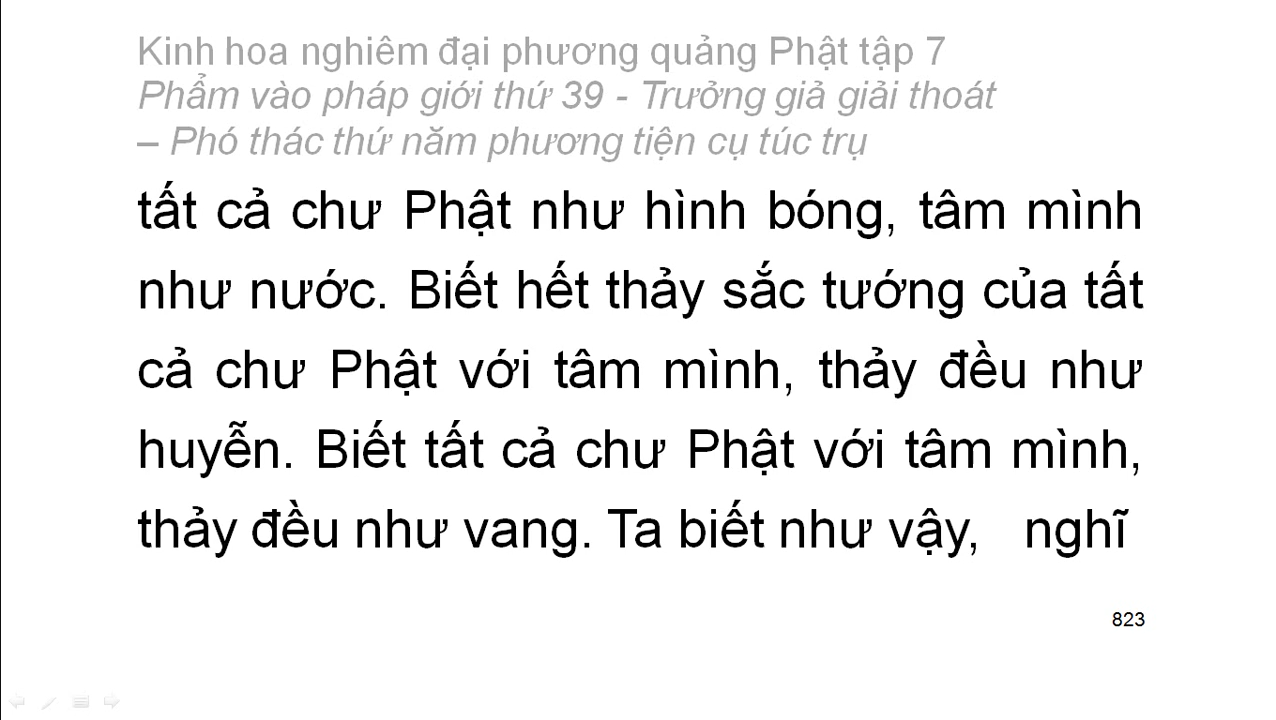 Kinh hoa nghiêm đại phương quảng Phật tập 7
Phẩm vào pháp giới thứ 39 - Trưởng giả giải thoát
– Phó thác thứ năm phương tiện cụ túc trụ
tất cả chư Phật như hình bóng, tâm mình
như nước. Biết hết thảy sắc tướng của tất
cả chư Phật với tâm mình, thảy đều như
huyễn. Biết tất cả chư Phật với tâm mình,
thảy đều như vang. Ta biết như vậy, nghĩ
823